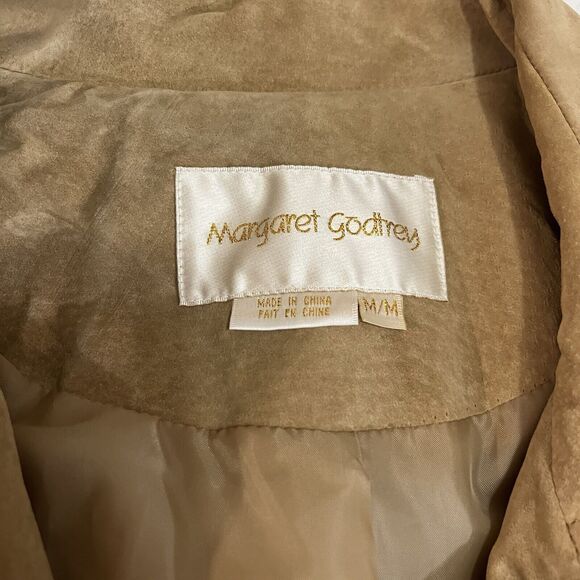 Margaret Godfrey
MADE IN CHINA
FAIT EN CHINE
M/M